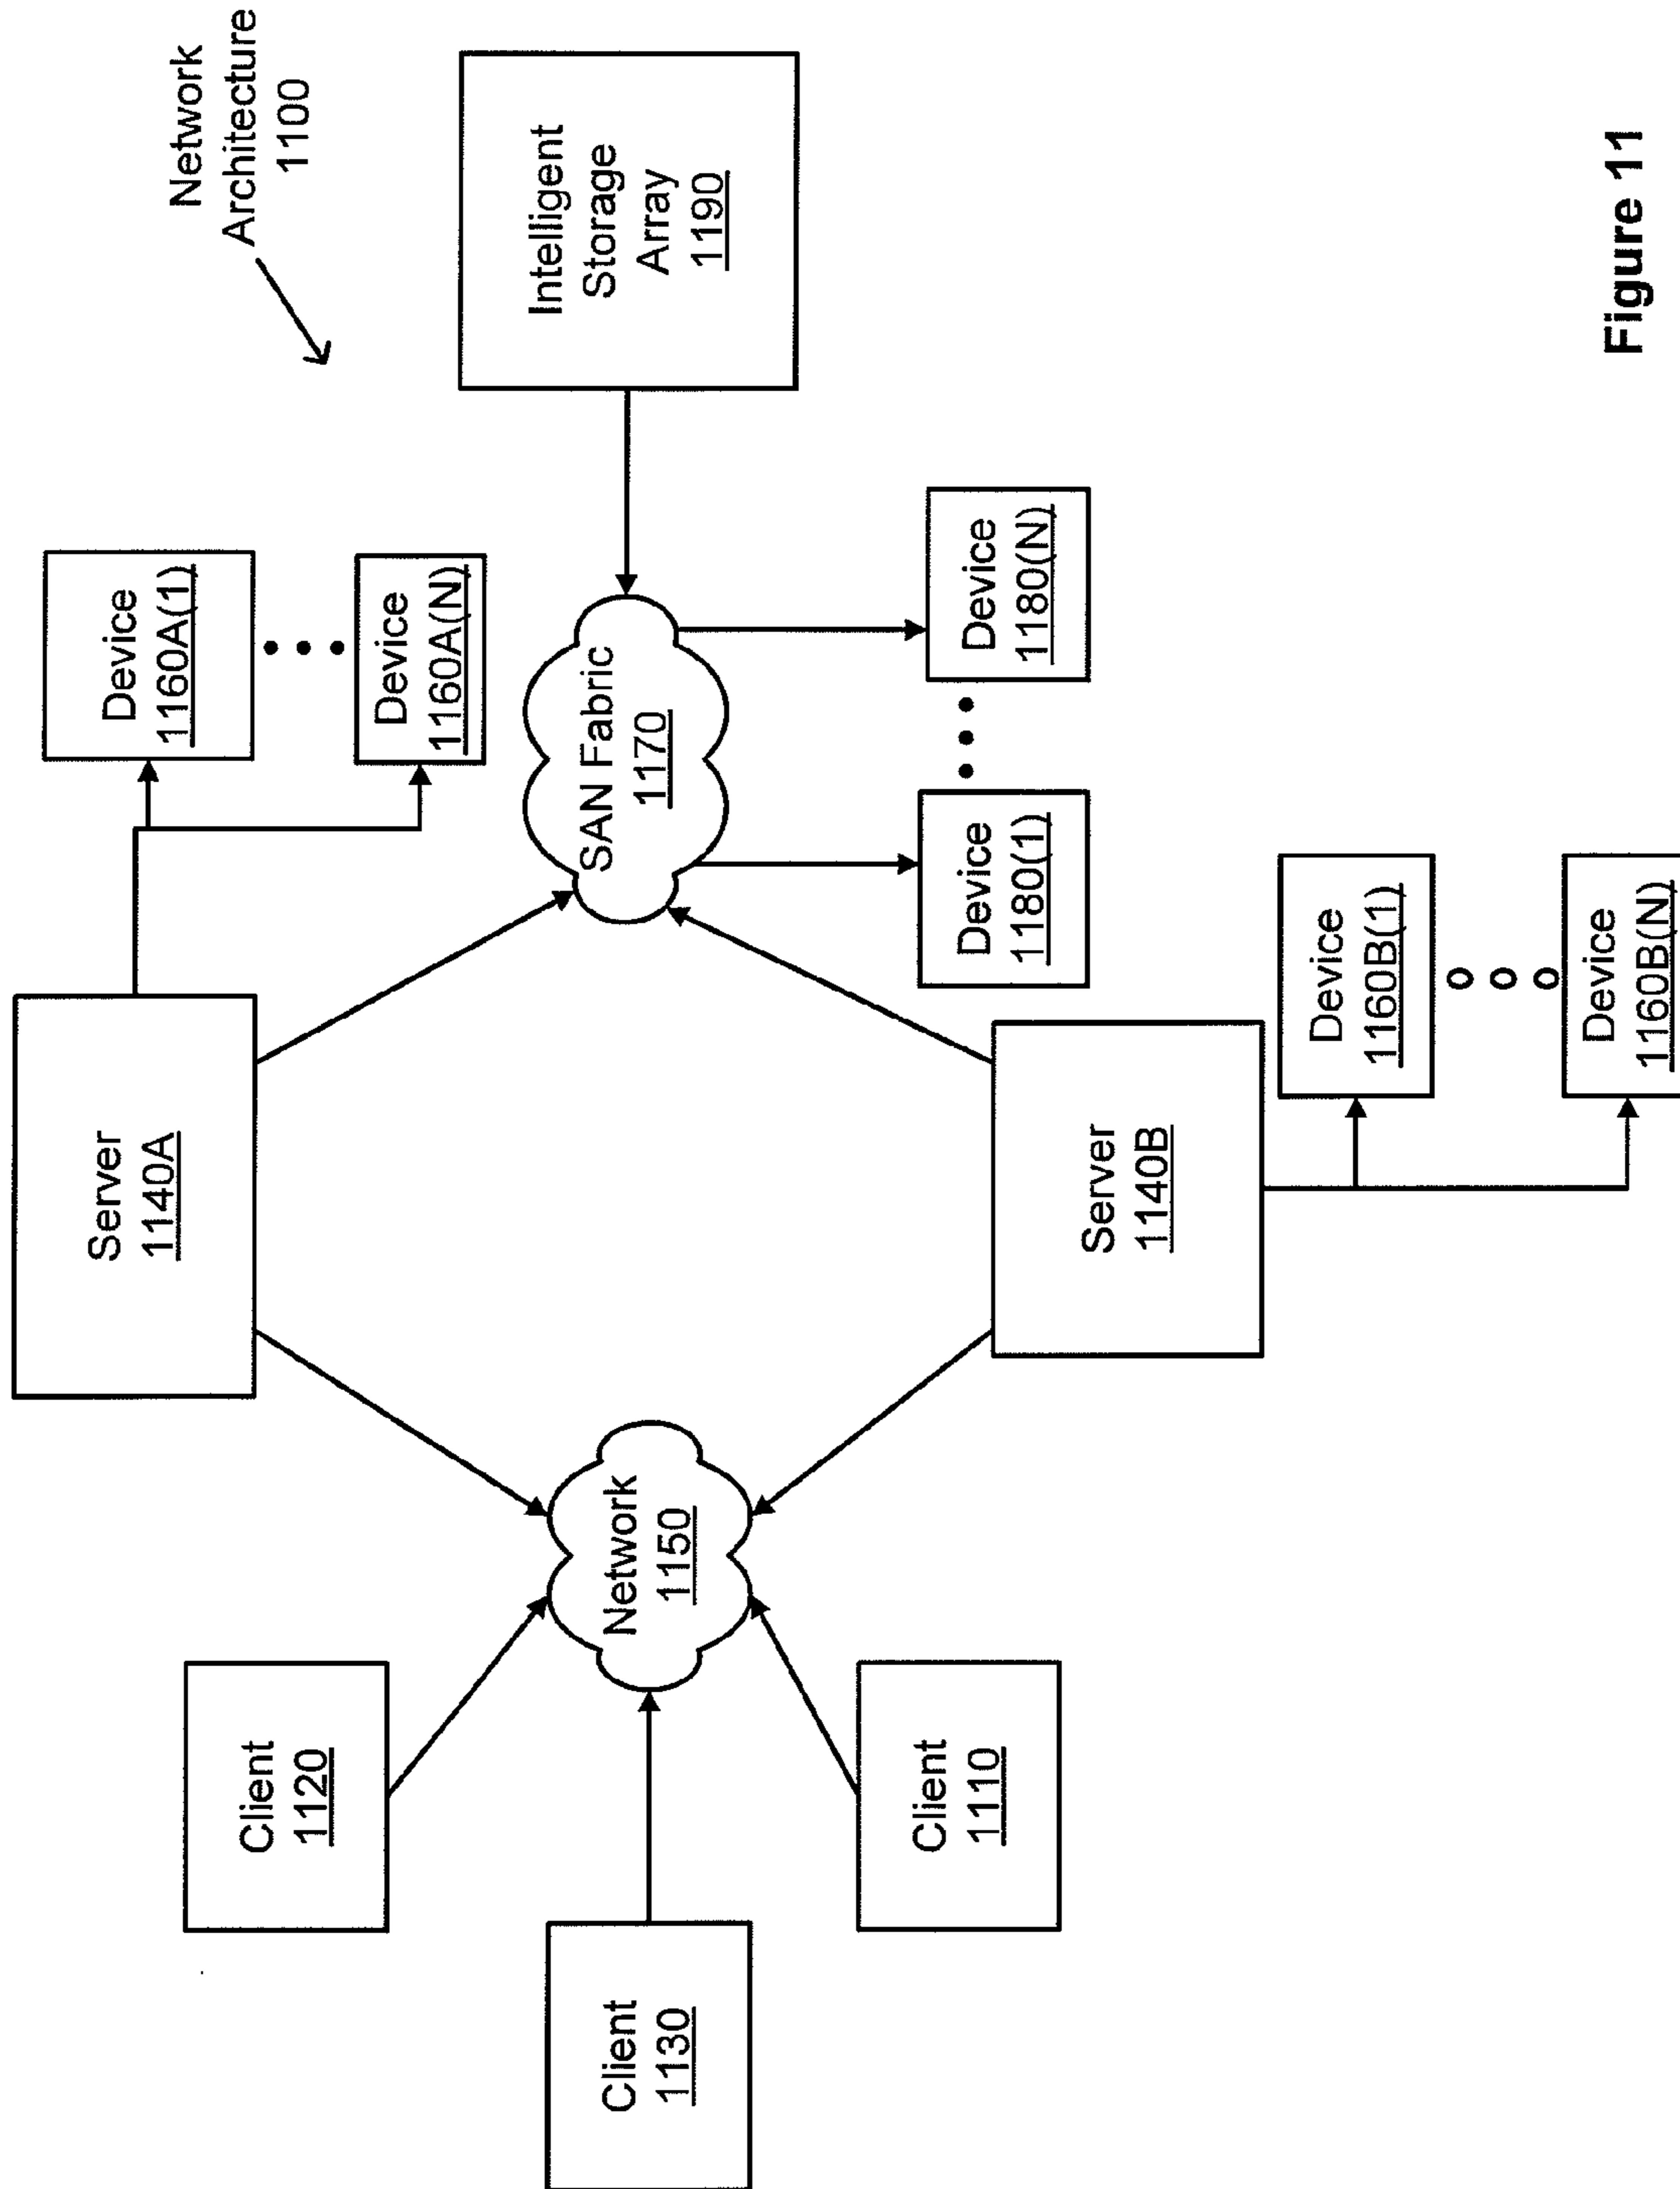 Network
Architecture
1100
Device
1160A(1)
Device
1160A(N)
Server
1140A
Client
1120
Intelligent
Storage
Array
1190
SAN Fabric
1170
Network
1150
Client
1130
Device
1180(1)
Device
1180(N)
Client
1110
Server
1140B
Device
1160B(1)
Device
1160B(N)
Figure 11